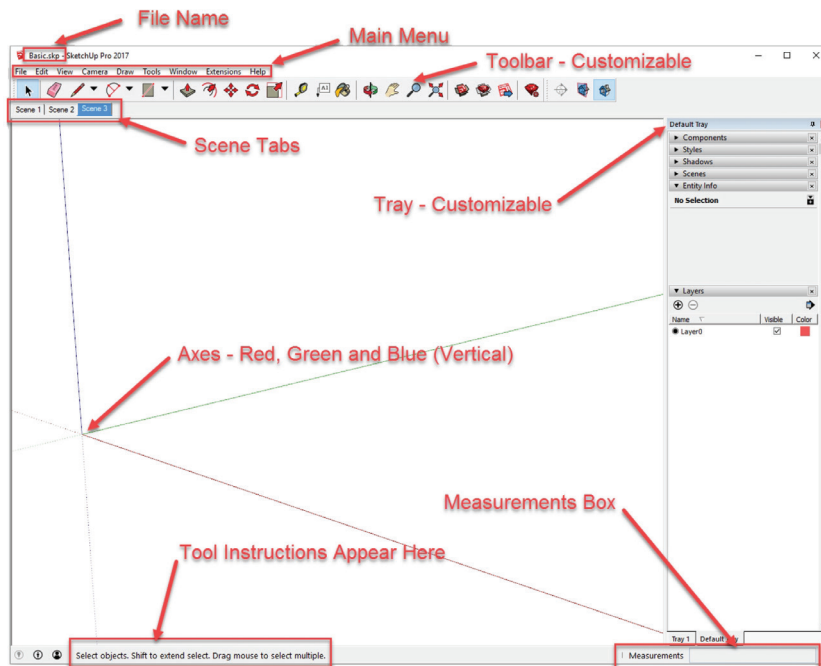 File Name
Main Menu
Basic.skp - SketchUp Pro 2017
Toolbar - Customizable
File Edit View Camera Draw Tools Window Extensions Help
A1
Scene 1 Scene 2 Scene 3
Scene Tabs
Default Tray
Components
Styles
Shadows
Scenes
Entity Info
No Selection
Tray - Customizable
Layers
Name Visible Color
Layer0
Axes - Red, Green and Blue (Vertical)
Measurements Box
Tool Instructions Appear Here
Tray 1 Default
Select objects. Shift to extend select. Drag mouse to select multiple.
Measurements